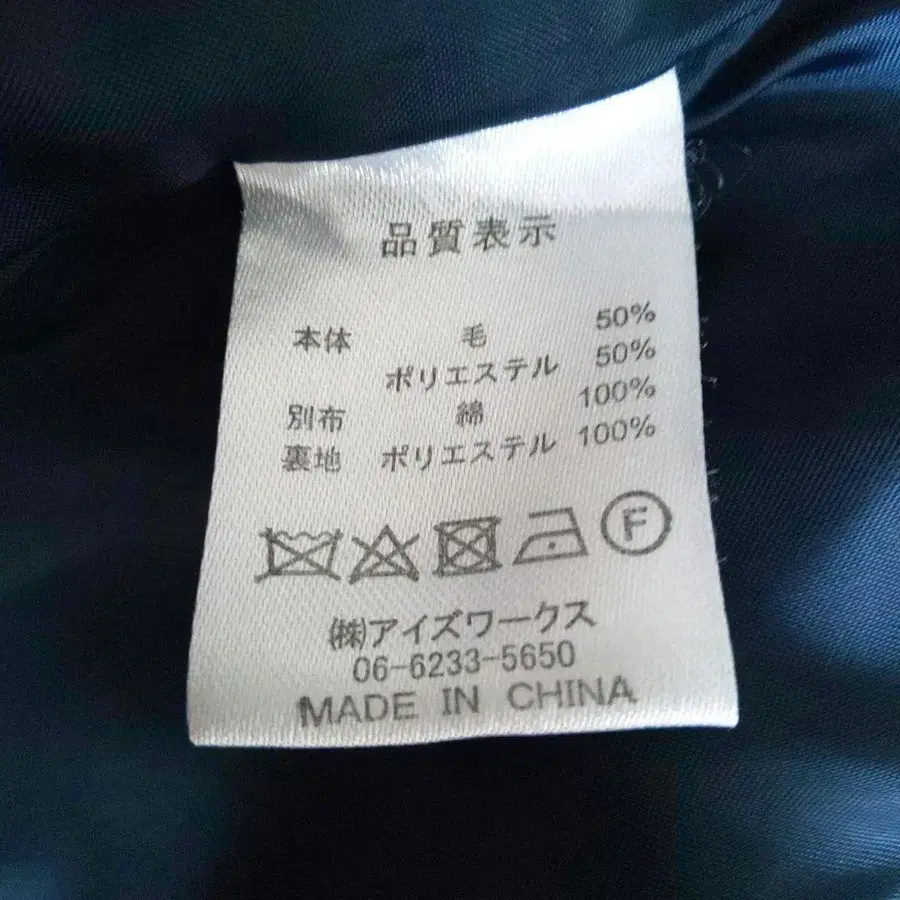 品質表示
本体 毛 50%
ポリエステル 50%
別布 綿 100%
裏地 ポリエステル 100%
F
㈱アイズワークス
06-6233-5650
MADE IN CHINA